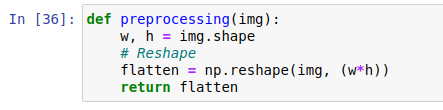 In [36]: def preprocessing(img):
    w, h = img.shape
    # Reshape
    flatten = np.reshape(img, (w*h))
    return flatten